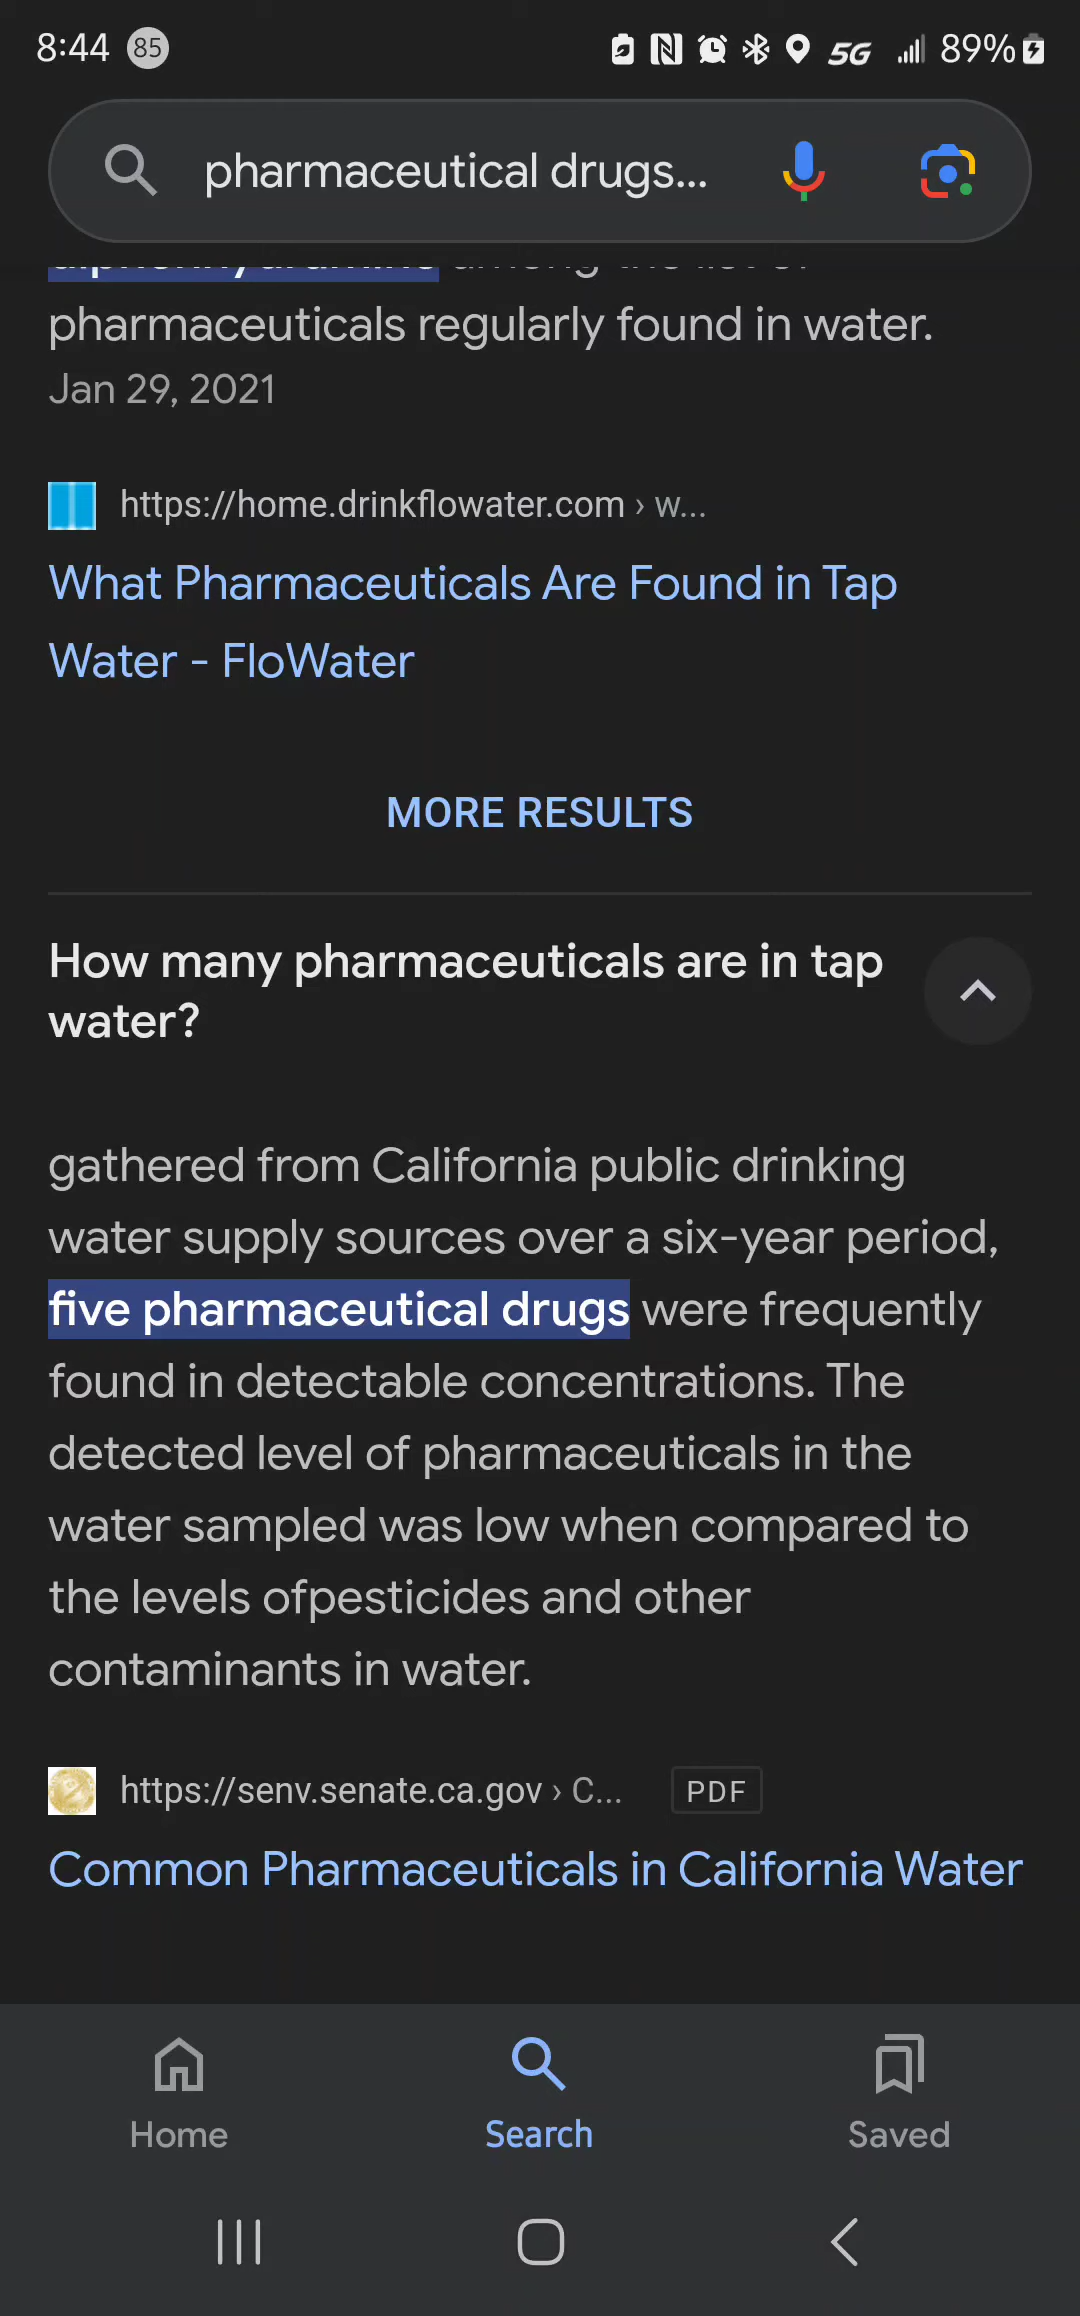 8:44 85 5G 89%
pharmaceutical drugs...
pharmaceuticals regularly found in water.
Jan 29, 2021
https://home.drinkflowater.com › w...
What Pharmaceuticals Are Found in Tap
Water - FloWater
MORE RESULTS
How many pharmaceuticals are in tap
water?
gathered from California public drinking
water supply sources over a six-year period,
five pharmaceutical drugs were frequently
found in detectable concentrations. The
detected level of pharmaceuticals in the
water sampled was low when compared to
the levels ofpesticides and other
contaminants in water.
https://senv.senate.ca.gov › C... PDF
Common Pharmaceuticals in California Water
Home Search Saved